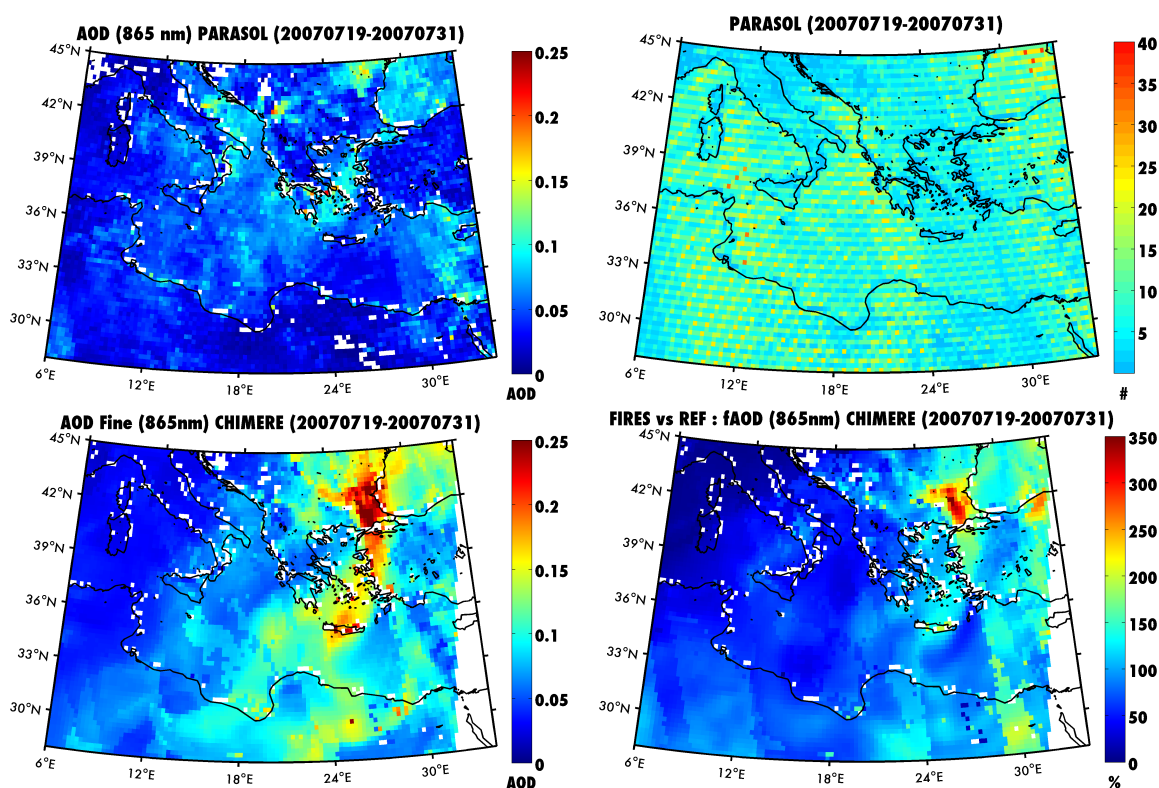 AOD (865 nm) PARASOL (20070719-20070731)
45°N
42°N
39°N
36°N
33°N
30°N
6°E
12°E
18°E
24°E
30°E
0.25
0.2
0.15
0.1
0.05
0
AOD
PARASOL (20070719-20070731)
45°N
42°N
39°N
36°N
33°N
30°N
6°E
12°E
18°E
24°E
30°E
40
35
30
25
20
15
10
5
#
AOD Fine (865nm) CHIMERE (20070719-20070731)
45°N
42°N
39°N
36°N
33°N
30°N
6°E
12°E
18°E
24°E
30°E
0.25
0.2
0.15
0.1
0.05
0
AOD
FIRES vs REF : fAOD (865nm) CHIMERE (20070719-20070731)
45°N
42°N
39°N
36°N
33°N
30°N
6°E
12°E
18°E
24°E
30°E
350
300
250
200
150
100
50
0
%